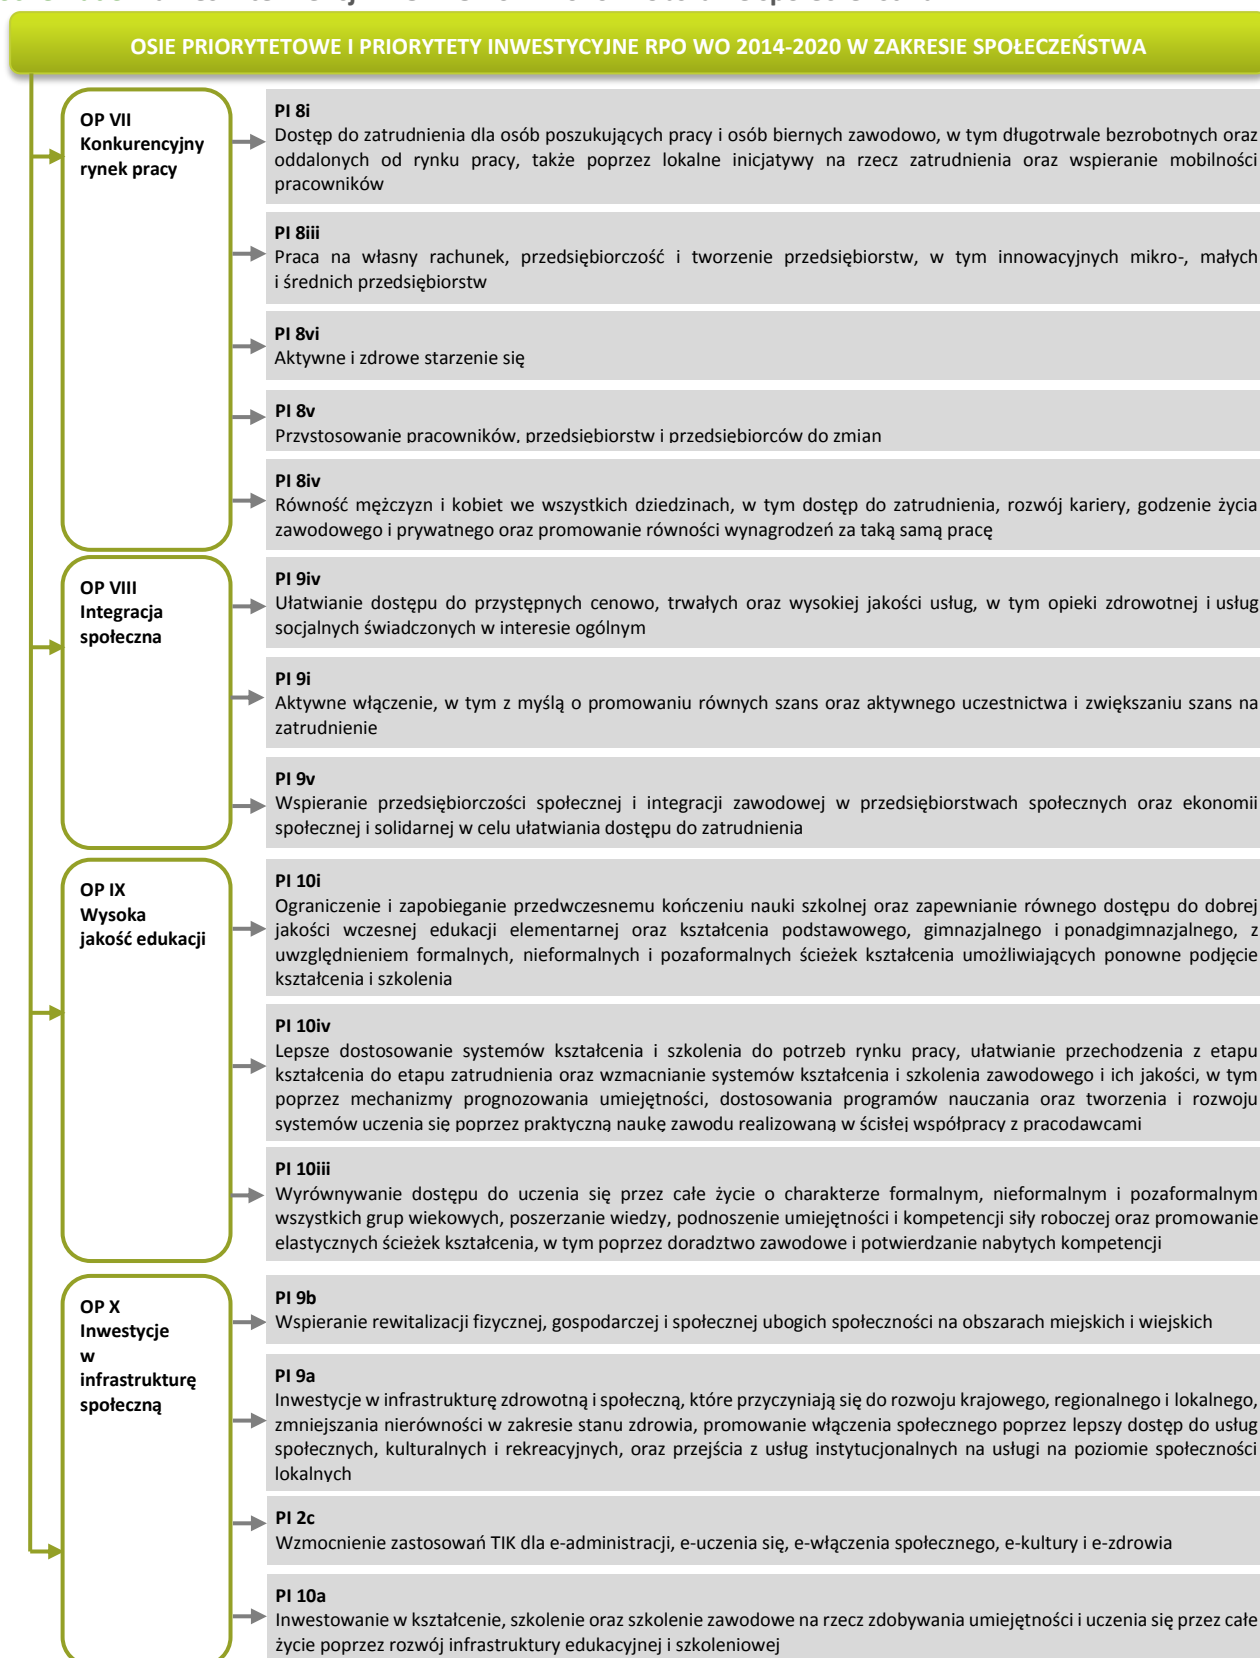 OSIE PRIORYTETOWE I PRIORYTETY INWESTYCYJNE RPO WO 2014-2020 W ZAKRESIE SPOŁECZEŃSTWA
OP VII
Konkurencyjny
rynek pracy
PI 8i
Dostęp do zatrudnienia dla osób poszukujących pracy i osób biernych zawodowo, w tym długotrwale bezrobotnych oraz
oddalonych od rynku pracy, także poprzez lokalne inicjatywy na rzecz zatrudnienia oraz wspieranie mobilności
pracowników
PI 8iii
Praca na własny rachunek, przedsiębiorczość i tworzenie przedsiębiorstw, w tym innowacyjnych mikro-, małych
i średnich przedsiębiorstw
PI 8vi
Aktywne i zdrowe starzenie się
PI 8v
Przystosowanie pracowników, przedsiębiorstw i przedsiębiorców do zmian
PI 8iv
Równość mężczyzn i kobiet we wszystkich dziedzinach, w tym dostęp do zatrudnienia, rozwój kariery, godzenie życia
zawodowego i prywatnego oraz promowanie równości wynagrodzeń za taką samą pracę
OP VIII
Integracja
społeczna
PI 9iv
Ułatwianie dostępu do przystępnych cenowo, trwałych oraz wysokiej jakości usług, w tym opieki zdrowotnej i usług
socjalnych świadczonych w interesie ogólnym
PI 9i
Aktywne włączenie, w tym z myślą o promowaniu równych szans oraz aktywnego uczestnictwa i zwiększaniu szans na
zatrudnienie
PI 9v
Wspieranie przedsiębiorczości społecznej i integracji zawodowej w przedsiębiorstwach społecznych oraz ekonomii
społecznej i solidarnej w celu ułatwiania dostępu do zatrudnienia
OP IX
Wysoka
jakość edukacji
PI 10i
Ograniczenie i zapobieganie przedwczesnemu kończeniu nauki szkolnej oraz zapewnianie równego dostępu do dobrej
jakości wczesnej edukacji elementarnej oraz kształcenia podstawowego, gimnazjalnego i ponadgimnazjalnego, z
uwzględnieniem formalnych, nieformalnych i pozaformalnych ścieżek kształcenia umożliwiających ponowne podjęcie
kształcenia i szkolenia
PI 10iv
Lepsze dostosowanie systemów kształcenia i szkolenia do potrzeb rynku pracy, ułatwianie przechodzenia z etapu
kształcenia do etapu zatrudnienia oraz wzmacnianie systemów kształcenia i szkolenia zawodowego i ich jakości, w tym
poprzez mechanizmy prognozowania umiejętności, dostosowania programów nauczania oraz tworzenia i rozwoju
systemów uczenia się poprzez praktyczną naukę zawodu realizowaną w ścisłej współpracy z pracodawcami
PI 10iii
Wyrównywanie dostępu do uczenia się przez całe życie o charakterze formalnym, nieformalnym i pozaformalnym
wszystkich grup wiekowych, poszerzanie wiedzy, podnoszenie umiejętności i kompetencji siły roboczej oraz promowanie
elastycznych ścieżek kształcenia, w tym poprzez doradztwo zawodowe i potwierdzanie nabytych kompetencji
OP X
Inwestycje
w
infrastrukturę
społeczną
PI 9b
Wspieranie rewitalizacji fizycznej, gospodarczej i społecznej ubogich społeczności na obszarach miejskich i wiejskich
PI 9a
Inwestycje w infrastrukturę zdrowotną i społeczną, które przyczyniają się do rozwoju krajowego, regionalnego i lokalnego,
zmniejszania nierówności w zakresie stanu zdrowia, promowanie włączenia społecznego poprzez lepszy dostęp do usług
społecznych, kulturalnych i rekreacyjnych, oraz przejścia z usług instytucjonalnych na usługi na poziomie społeczności
lokalnych
PI 2c
Wzmocnienie zastosowań TIK dla e-administracji, e-uczenia się, e-włączenia społecznego, e-kultury i e-zdrowia
PI 10a
Inwestowanie w kształcenie, szkolenie oraz szkolenie zawodowe na rzecz zdobywania umiejętności i uczenia się przez całe
życie poprzez rozwój infrastruktury edukacyjnej i szkoleniowej